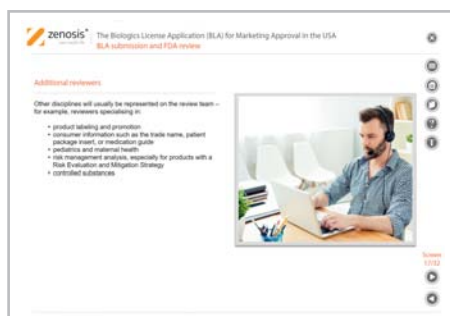 zenosis
The Biologics License Application (BLA) for Marketing Approval in the USA
BLA submission and FDA review
Additional reviewers
Other disciplines will usually be represented on the review team –
for example, reviewers specialising in:
• product labeling and promotion
• consumer information such as the trade name, patient
package insert, or medication guide
• pediatrics and maternal health
• risk management analysis, especially for products with a
Risk Evaluation and Mitigation Strategy
• controlled substances
Screen
17/32